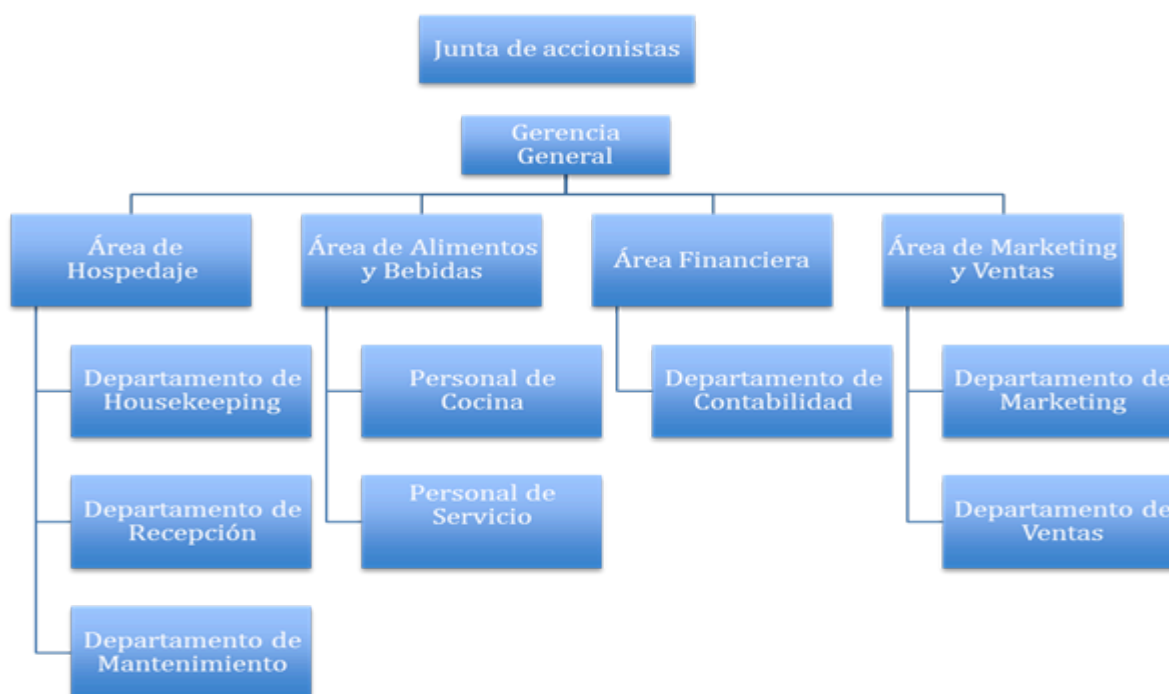 Junta de accionistas
Gerencia
General
Área de
Hospedaje
Área de Alimentos
y Bebidas
Área Financiera
Área de Marketing
y Ventas
Departamento de
Housekeeping
Personal de
Cocina
Departamento de
Contabilidad
Departamento de
Marketing
Departamento de
Recepción
Personal de
Servicio
Departamento de
Ventas
Departamento de
Mantenimiento